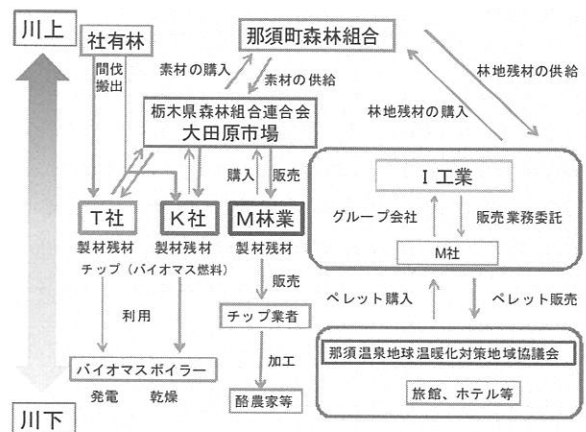 川上
社有林
間伐
搬出
素材の購入
那須町森林組合
素材の供給
林地残材の供給
林地残材の購入
栃木県森林組合連合会
大田原市場
購入
販売
T社
K社
M林業
製材残材
製材残材
製材残材
チップ（バイオマス燃料）
利用
バイオマスボイラー
発電
乾燥
販売
チップ業者
加工
酪農家等
I工業
グループ会社
販売業務委託
M社
ペレット購入
ペレット販売
那須温泉地球温暖化対策地域協議会
旅館、ホテル等
川下